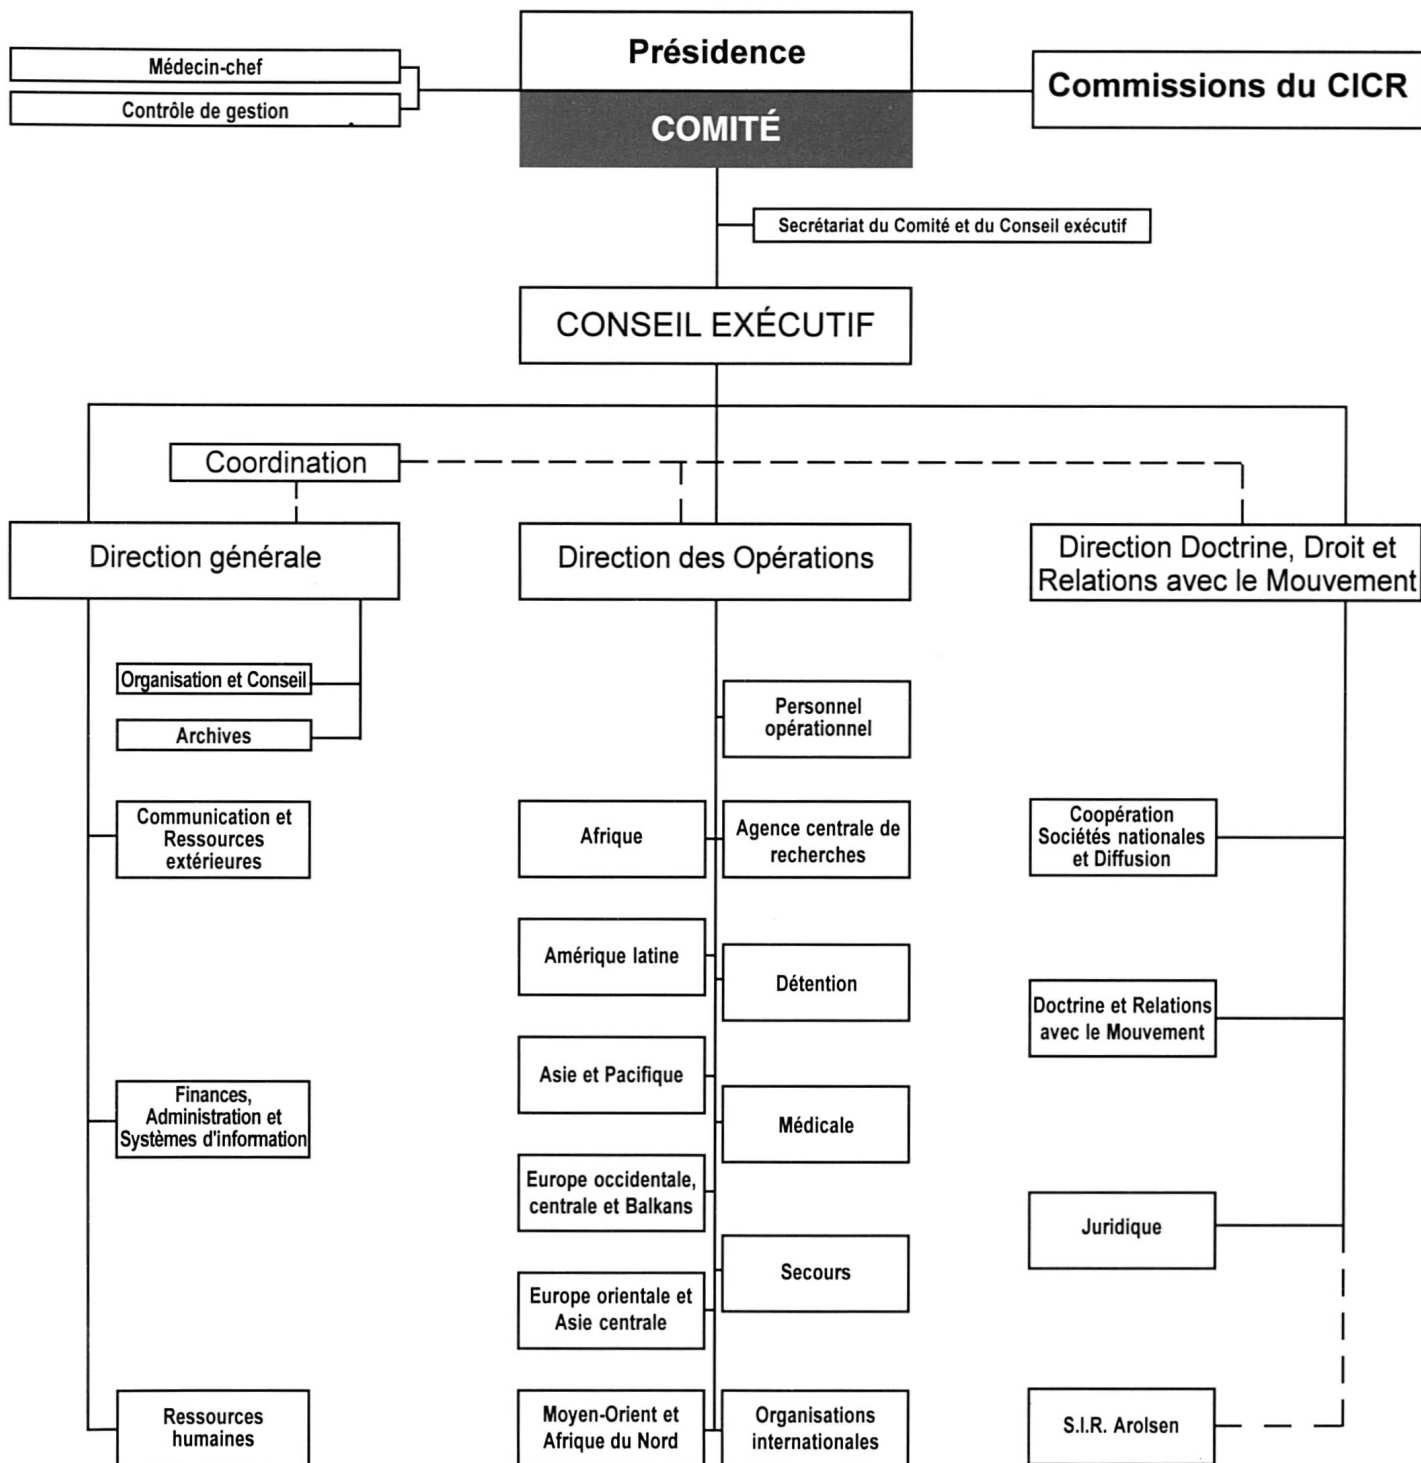 Médecin-chef
Contrôle de gestion
Présidence
COMITÉ
Commissions du CICR
Secrétariat du Comité et du Conseil exécutif
CONSEIL EXÉCUTIF
Coordination
Direction générale
Direction des Opérations
Direction Doctrine, Droit et
Relations avec le Mouvement
Organisation et Conseil
Archives
Communication et
Ressources
extérieures
Finances,
Administration et
Systèmes d'information
Ressources
humaines
Personnel
opérationnel
Afrique
Agence centrale de
recherches
Amérique latine
Détention
Asie et Pacifique
Médicale
Europe occidentale,
centrale et Balkans
Secours
Europe orientale et
Asie centrale
Moyen-Orient et
Afrique du Nord
Organisations
internationales
Coopération
Sociétés nationales
et Diffusion
Doctrine et Relations
avec le Mouvement
Juridique
S.I.R. Arolsen